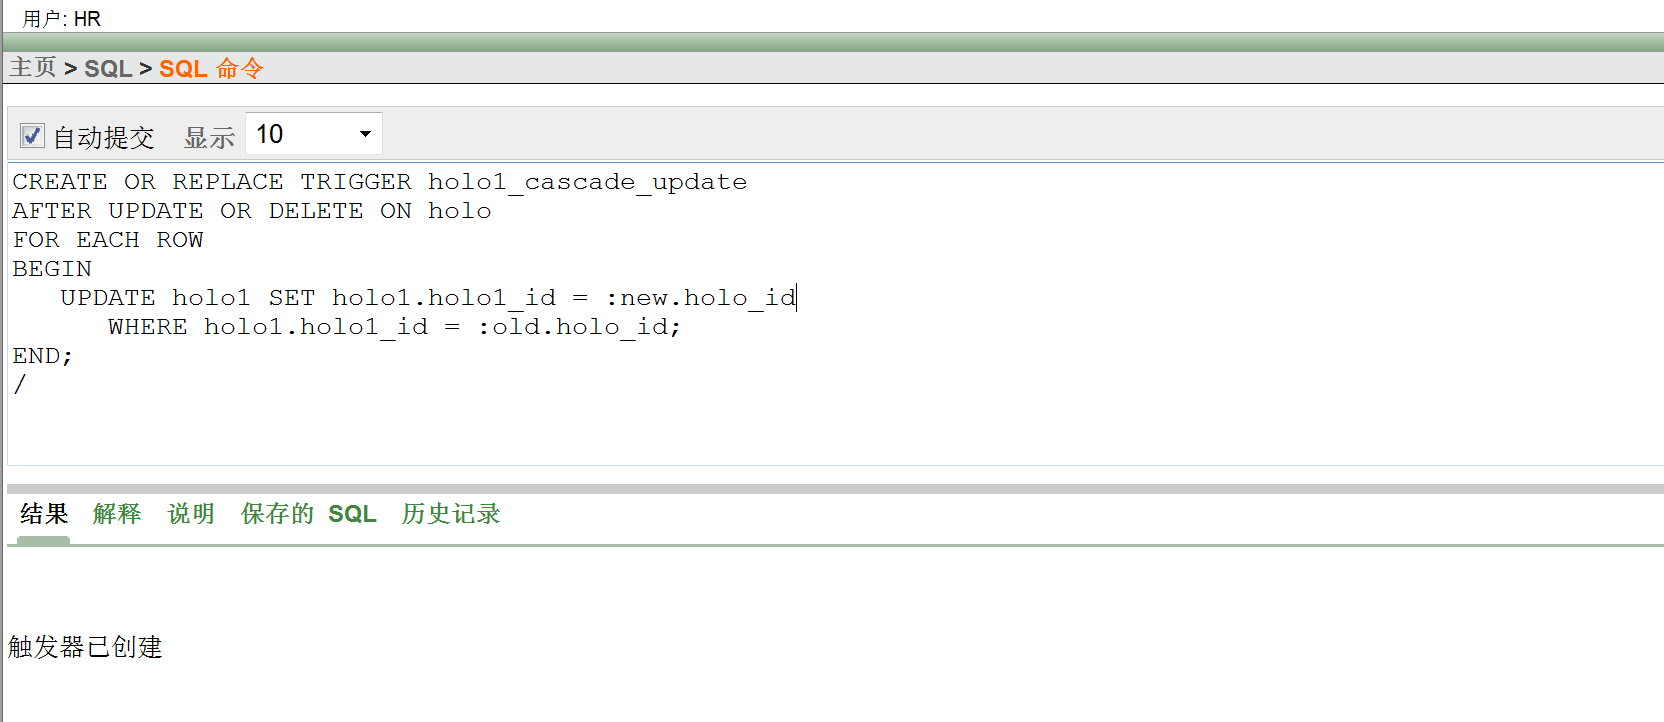 用户: HR
主页 > SQL > SQL 命令
自动提交 显示 10
CREATE OR REPLACE TRIGGER holo1_cascade_update
AFTER UPDATE OR DELETE ON holo
FOR EACH ROW
BEGIN
   UPDATE holo1 SET holo1.holo1_id = :new.holo_id
      WHERE holo1.holo1_id = :old.holo_id;
END;
/
结果 解释 说明 保存的 SQL 历史记录
触发器已创建